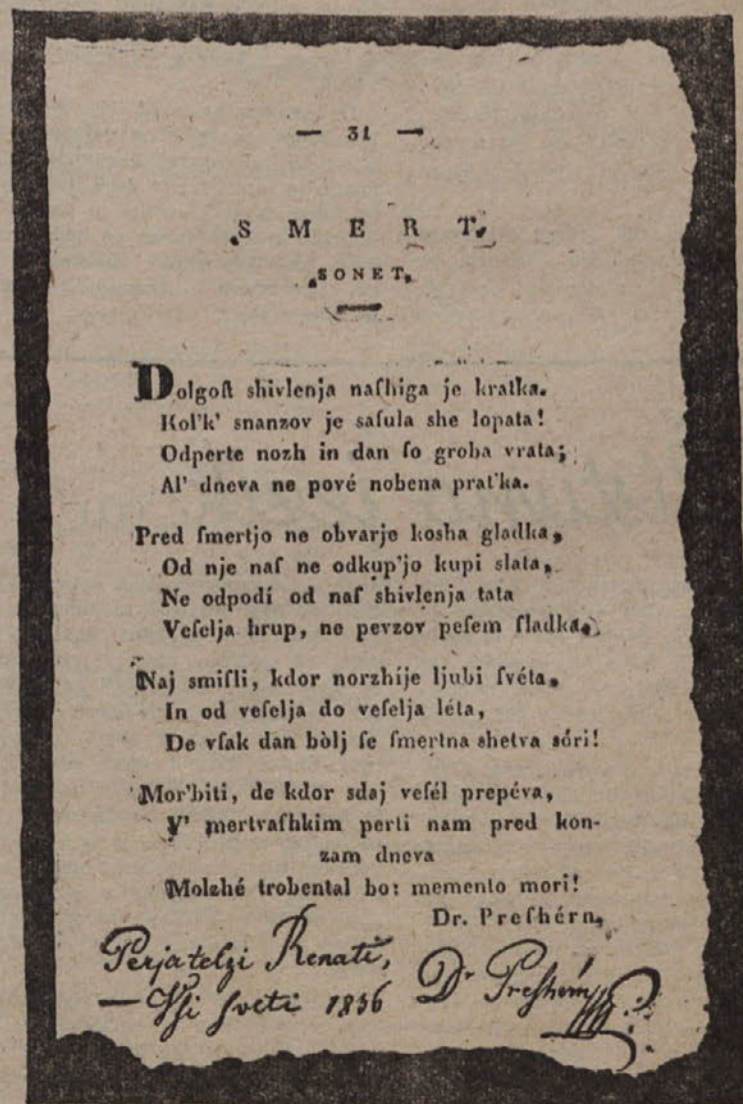 — 31 —
SMERT.
SONET.
Dolgoſt shivlenja naſhiga je kratka.
Kol'k' snanzov je saſula she lopata!
Odperte nozh in dan ſo groba vrata;
Al' dneva ne pové nobena prat'ka.
Pred ſmertjo ne obvarje kosha gladka,
Od nje naſ ne odkup'jo kupi slata,
Ne odpodí od naſ shivlenja tata
Veſelja hrup, ne pevzov peſem ſladka.
Naj smiſli, kdor norzhíje ljubi ſvéta,
In od veſelja do veſelja léta,
De vſak dan bòlj ſe ſmertna shetva sóri!
Mor'biti, de kdor sdaj veſél prepéva,
V' mertvaſhkim perti nam pred kon-
zam dneva
Molzhé trobental bo: memento mori!
Dr. Preſhérn,
Perjatelzi Renati,
— Vſi ſveti 1836 Dr Preſhérn